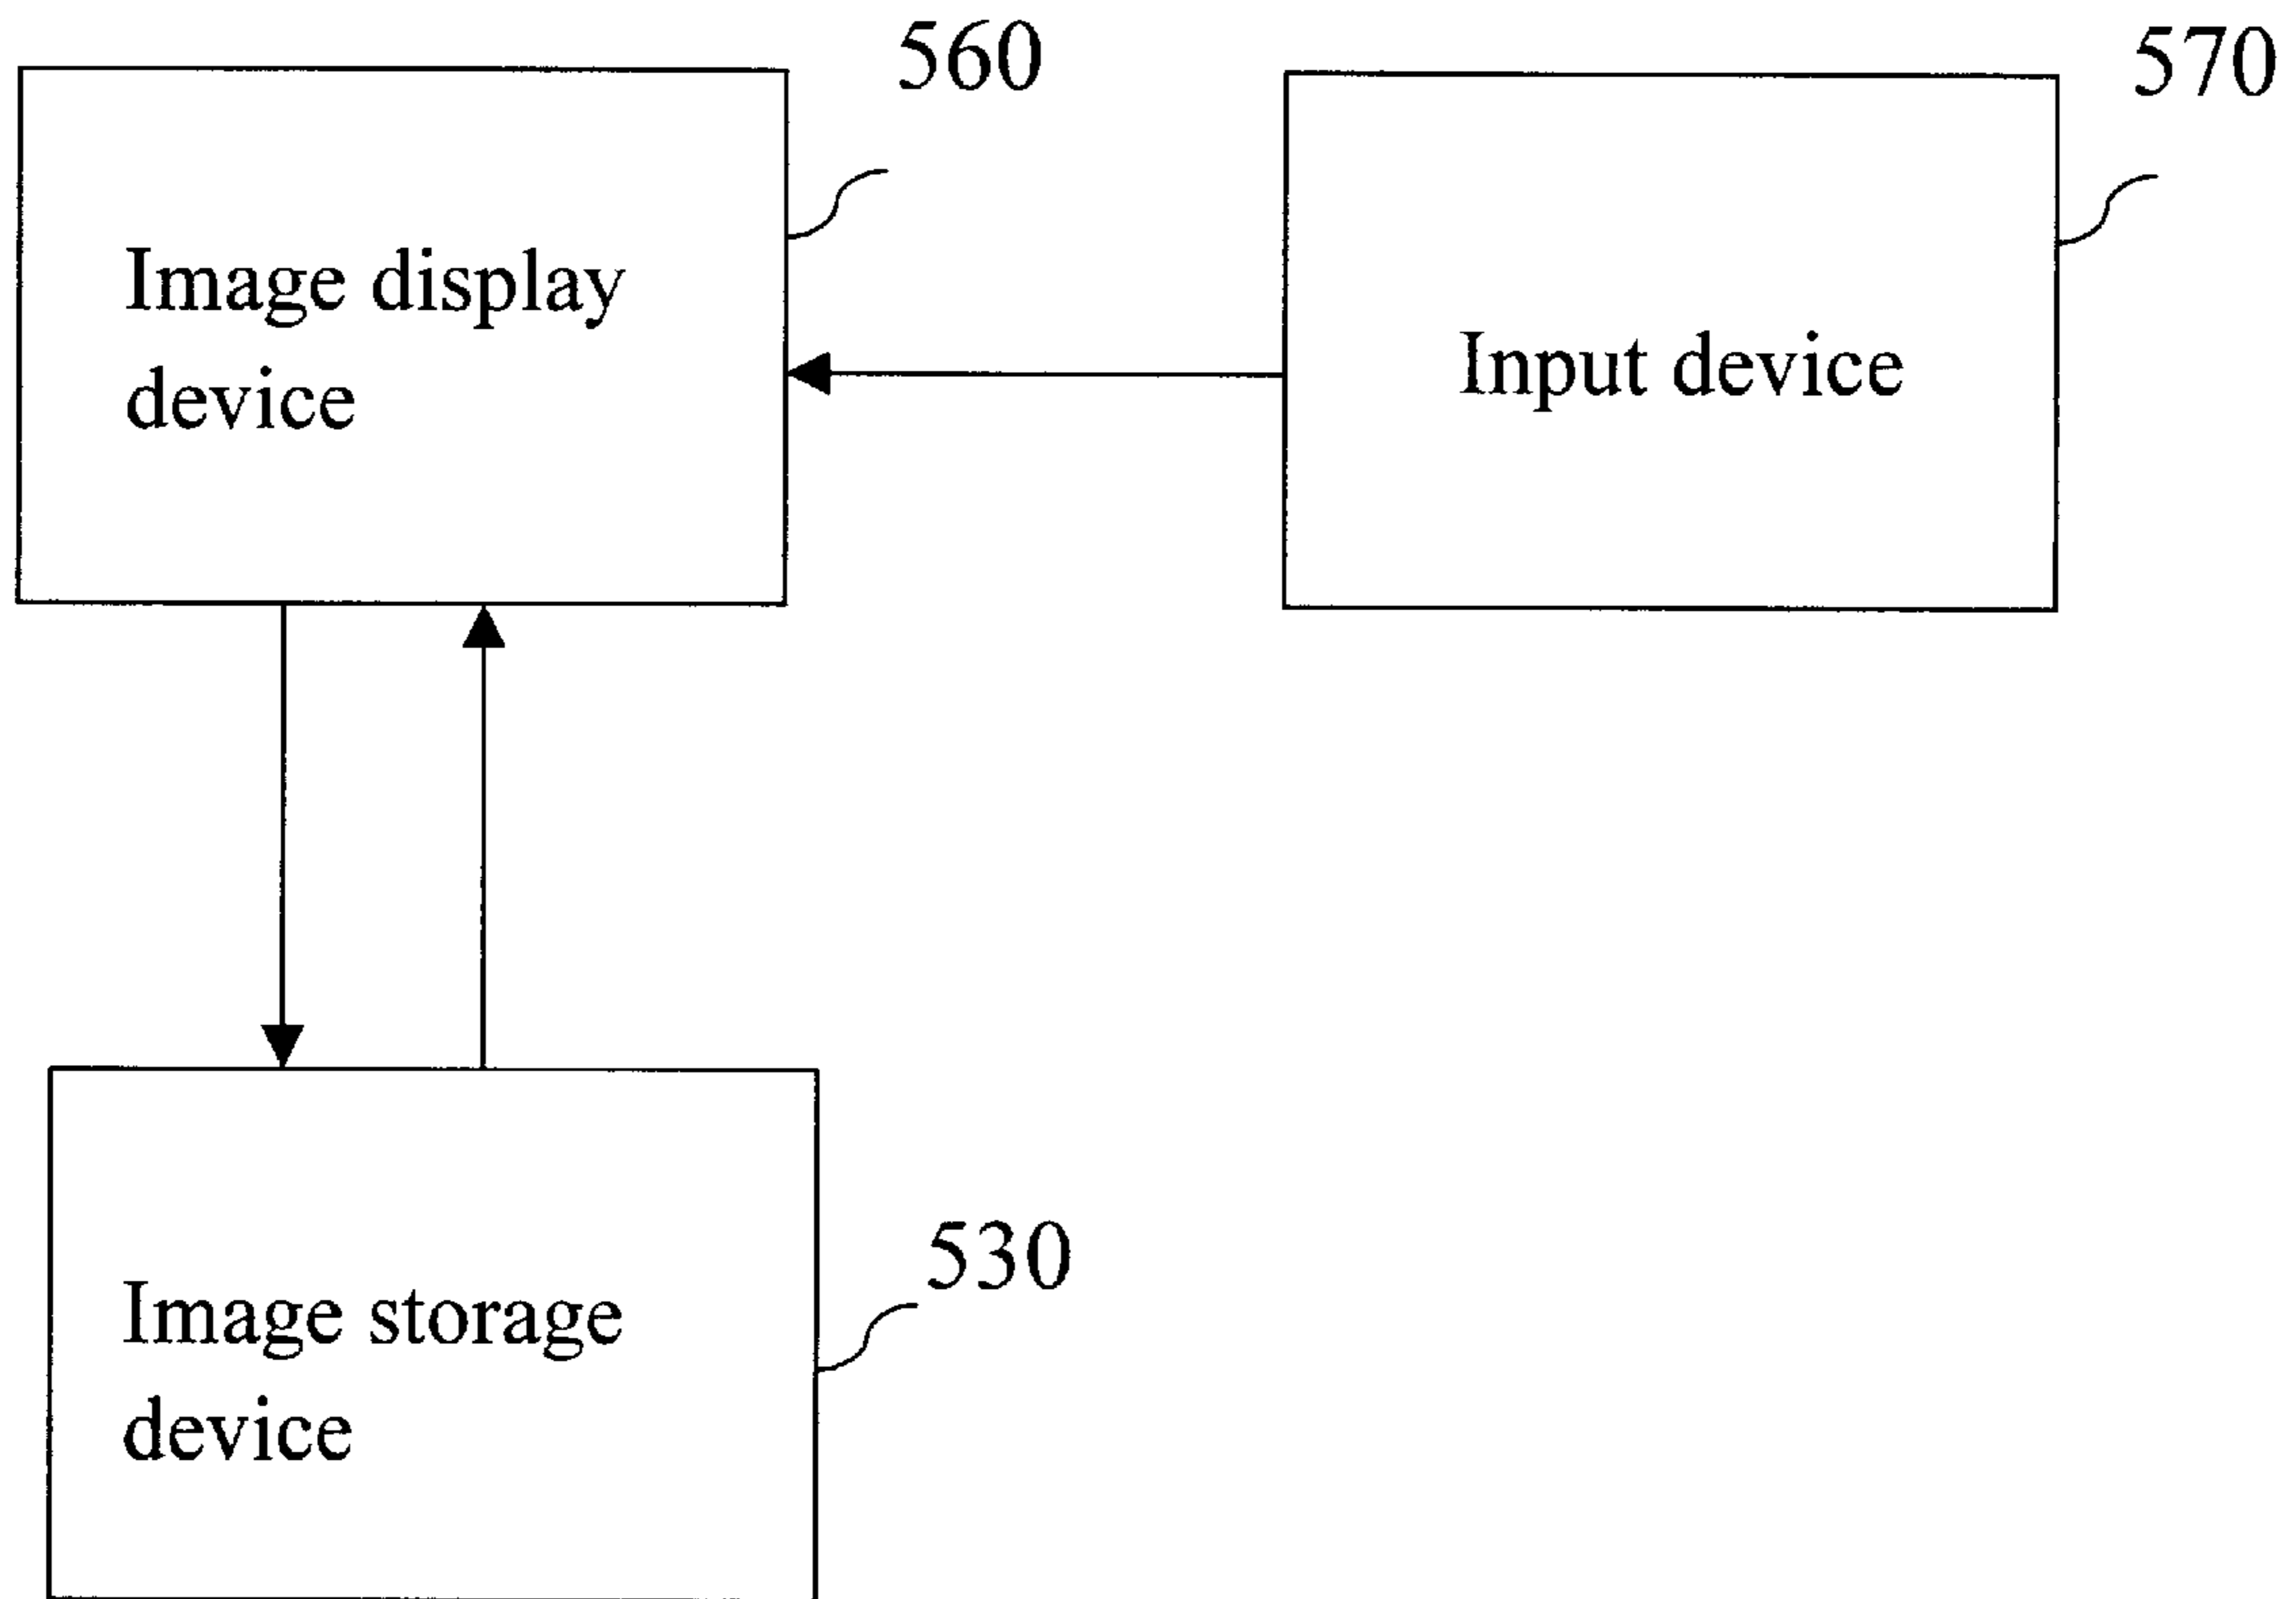 560
570
Image display
device
Input device
530
Image storage
device